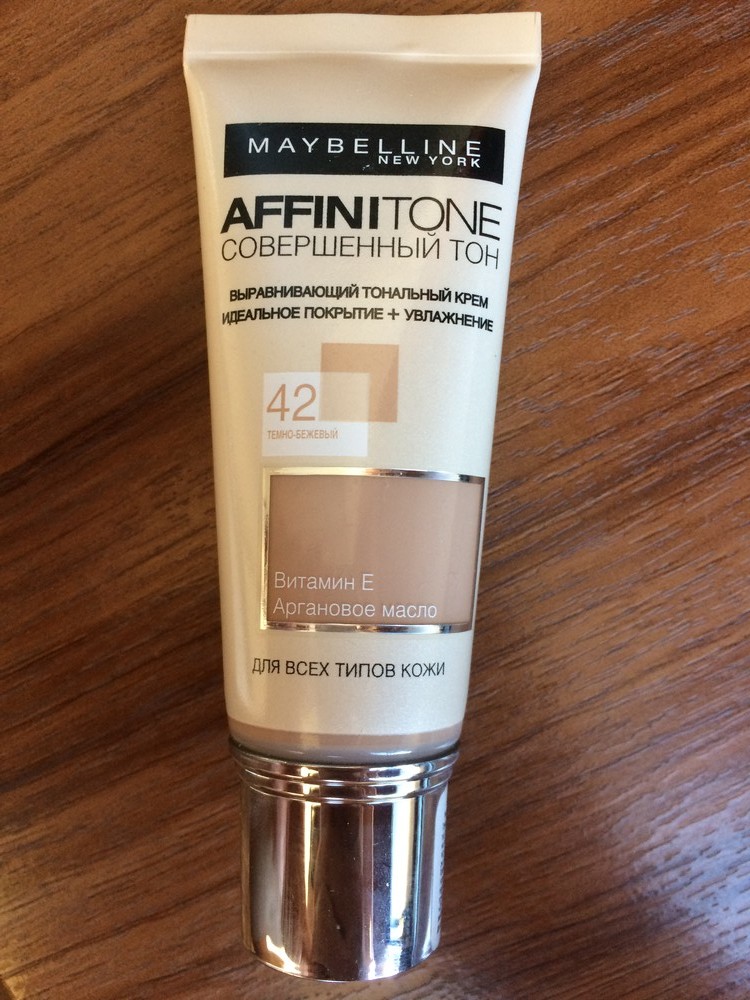 MAYBELLINE
NEW YORK
AFFINITONE
СОВЕРШЕННЫЙ ТОН
ВЫРАВНИВАЮЩИЙ ТОНАЛЬНЫЙ КРЕМ
ИДЕАЛЬНОЕ ПОКРЫТИЕ + УВЛАЖНЕНИЕ
42
ТЕМНО-БЕЖЕВЫЙ
Витамин Е
Аргановое масло
ДЛЯ ВСЕХ ТИПОВ КОЖИ